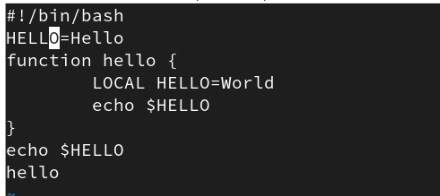 #!/bin/bash
HELLO=Hello
function hello {
        LOCAL HELLO=World
        echo $HELLO
}
echo $HELLO
hello
~